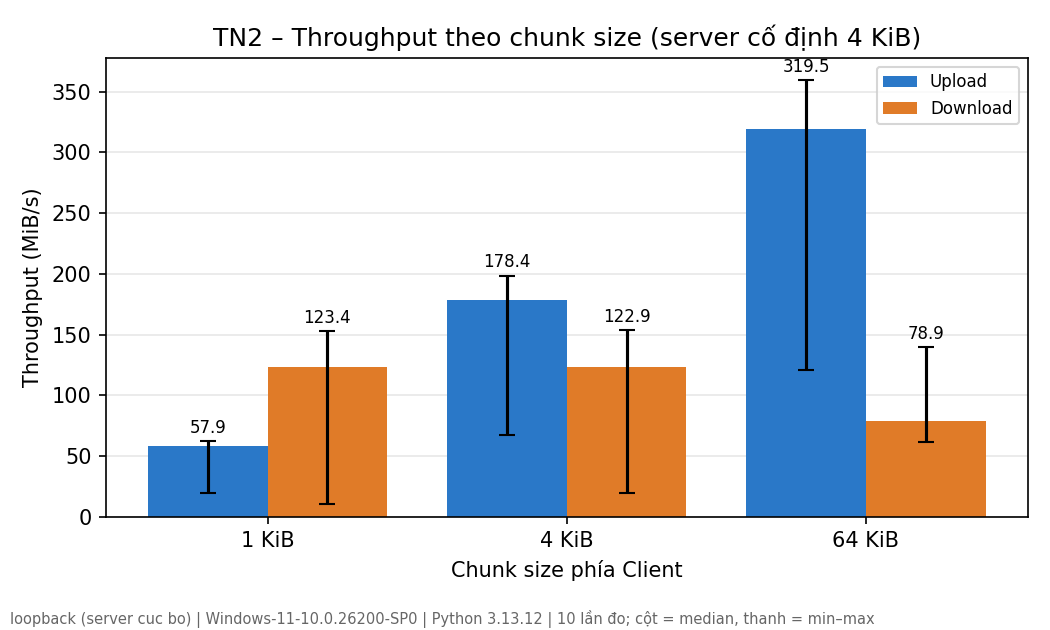 TN2 – Throughput theo chunk size (server cố định 4 KiB)
Throughput (MiB/s)
350
300
250
200
150
100
50
0
57.9
123.4
178.4
122.9
319.5
78.9
Upload
Download
1 KiB
4 KiB
64 KiB
Chunk size phía Client
loopback (server cuc bo) | Windows-11-10.0.26200-SP0 | Python 3.13.12 | 10 lần đo; cột = median, thanh = min–max